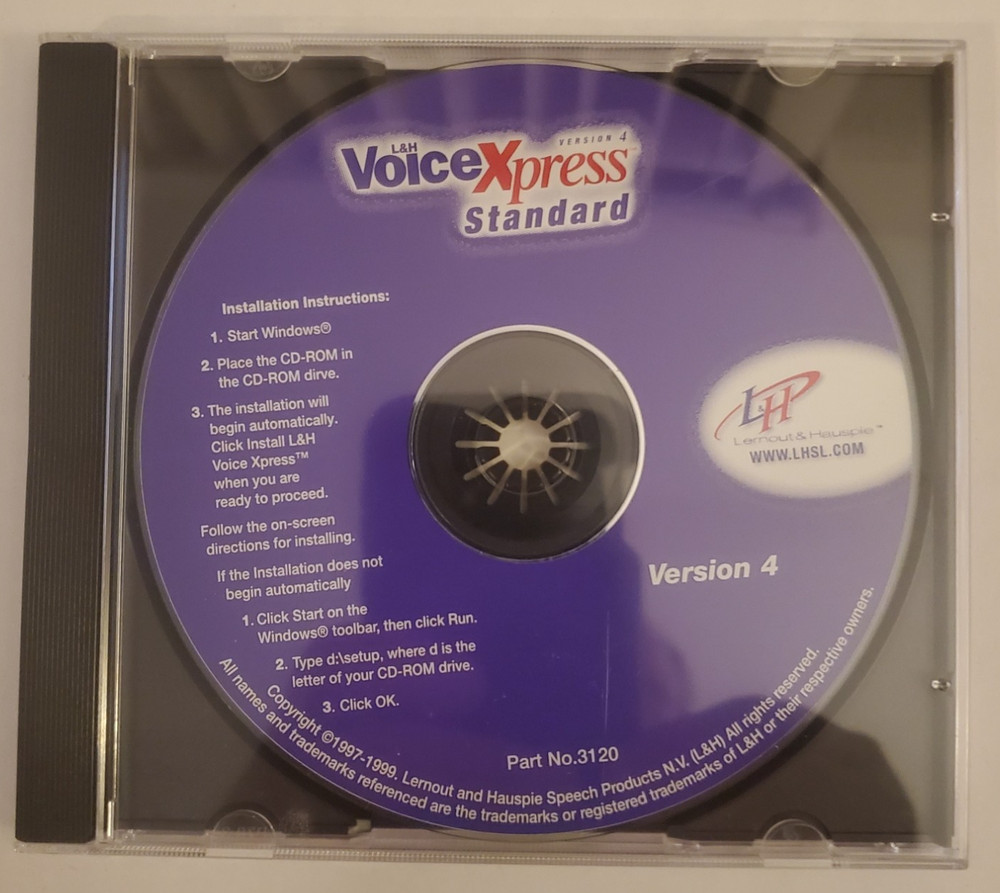 VERSION 4
L&H
VoiceXpress™
Standard
Installation Instructions:
1. Start Windows®
2. Place the CD-ROM in
the CD-ROM dirve.
3. The installation will
begin automatically.
Click Install L&H
Voice Xpress™
when you are
ready to proceed.
Follow the on-screen
directions for installing.
If the Installation does not
begin automatically
1. Click Start on the
Windows® toolbar, then click Run.
2. Type d:\setup, where d is the
letter of your CD-ROM drive.
3. Click OK.
L&H
Lernout & Hauspie™
WWW.LHSL.COM
Version 4
Part No.3120
Copyright ©1997-1999, Lernout and Hauspie Speech Products N.V. (L&H) All rights reserved.
All names and trademarks referenced are the trademarks or registered trademarks of L&H or their respective owners.